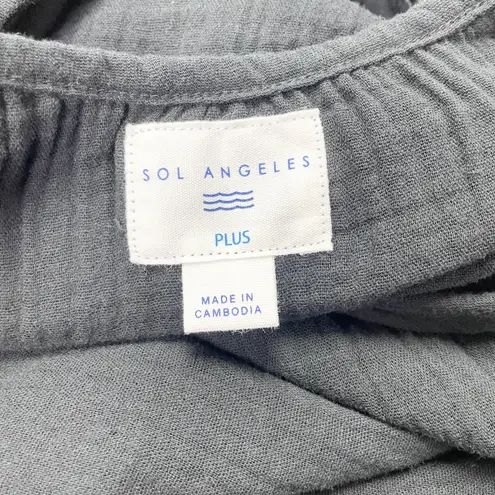 SOL ANGELES
PLUS
MADE IN
CAMBODIA